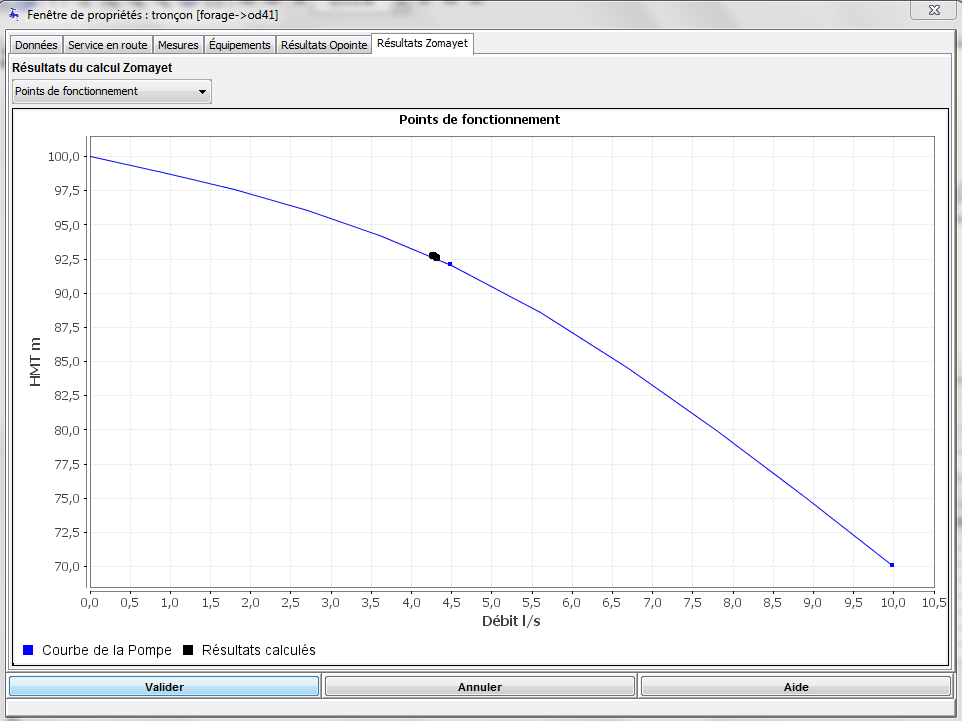 Fenêtre de propriétés : tronçon [forage->od41]
Données Service en route Mesures Équipements Résultats Opointe Résultats Zomayet
Résultats du calcul Zomayet
Points de fonctionnement
Points de fonctionnement
100,0
97,5
95,0
92,5
90,0
87,5
85,0
82,5
80,0
77,5
75,0
72,5
70,0
HMT m
0,0 0,5 1,0 1,5 2,0 2,5 3,0 3,5 4,0 4,5 5,0 5,5 6,0 6,5 7,0 7,5 8,0 8,5 9,0 9,5 10,0 10,5
Débit l/s
Courbe de la Pompe Résultats calculés
Valider Annuler Aide